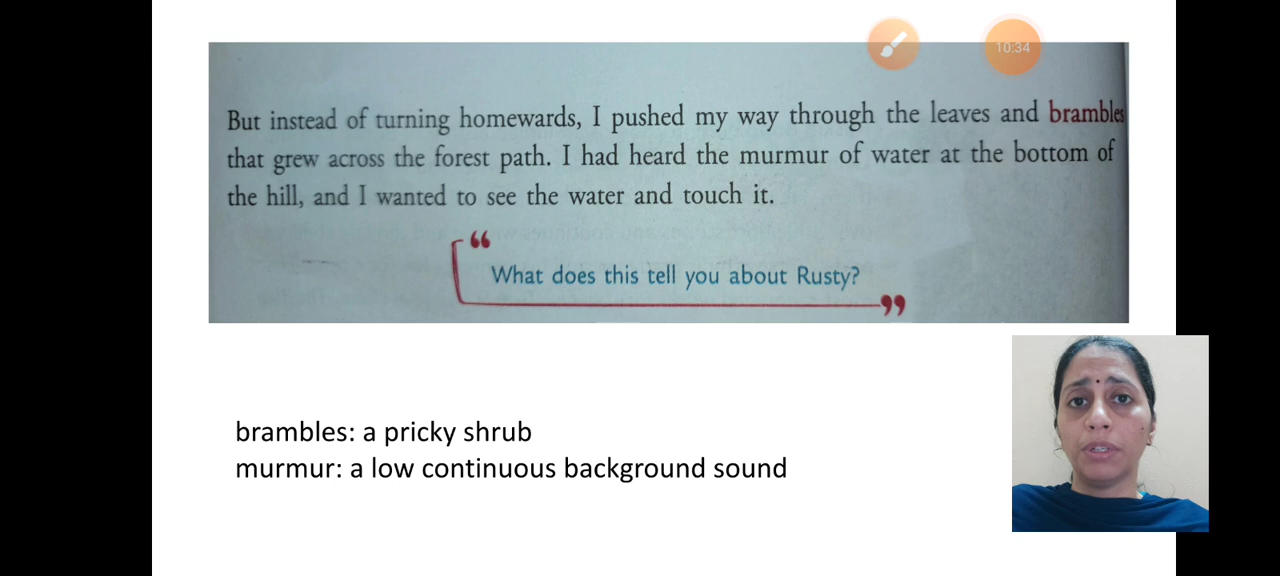 10:34
But instead of turning homewards, I pushed my way through the leaves and brambles
that grew across the forest path. I had heard the murmur of water at the bottom of
the hill, and I wanted to see the water and touch it.
“
What does this tell you about Rusty?
”
brambles: a pricky shrub
murmur: a low continuous background sound